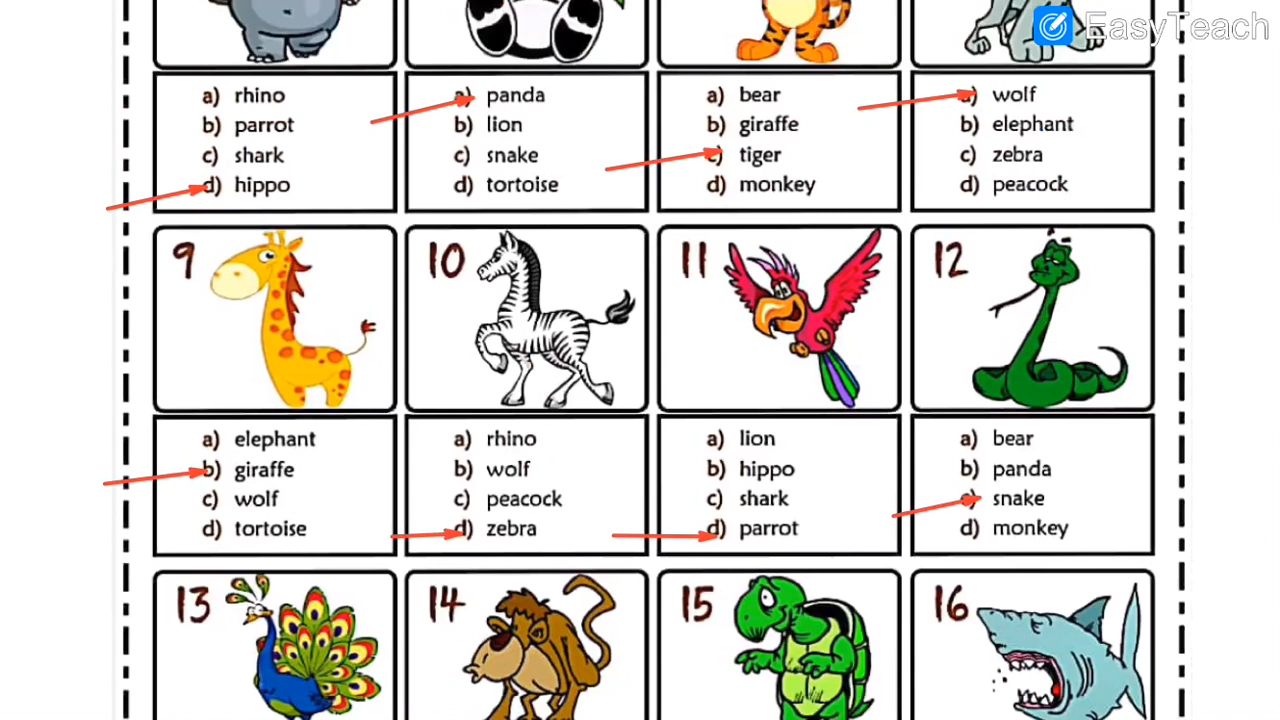 EasyTeach
a) rhino
b) parrot
c) shark
d) hippo
a) panda
b) lion
c) snake
d) tortoise
a) bear
b) giraffe
c) tiger
d) monkey
a) wolf
b) elephant
c) zebra
d) peacock
9
10
11
12
a) elephant
b) giraffe
c) wolf
d) tortoise
a) rhino
b) wolf
c) peacock
d) zebra
a) lion
b) hippo
c) shark
d) parrot
a) bear
b) panda
c) snake
d) monkey
13
14
15
16